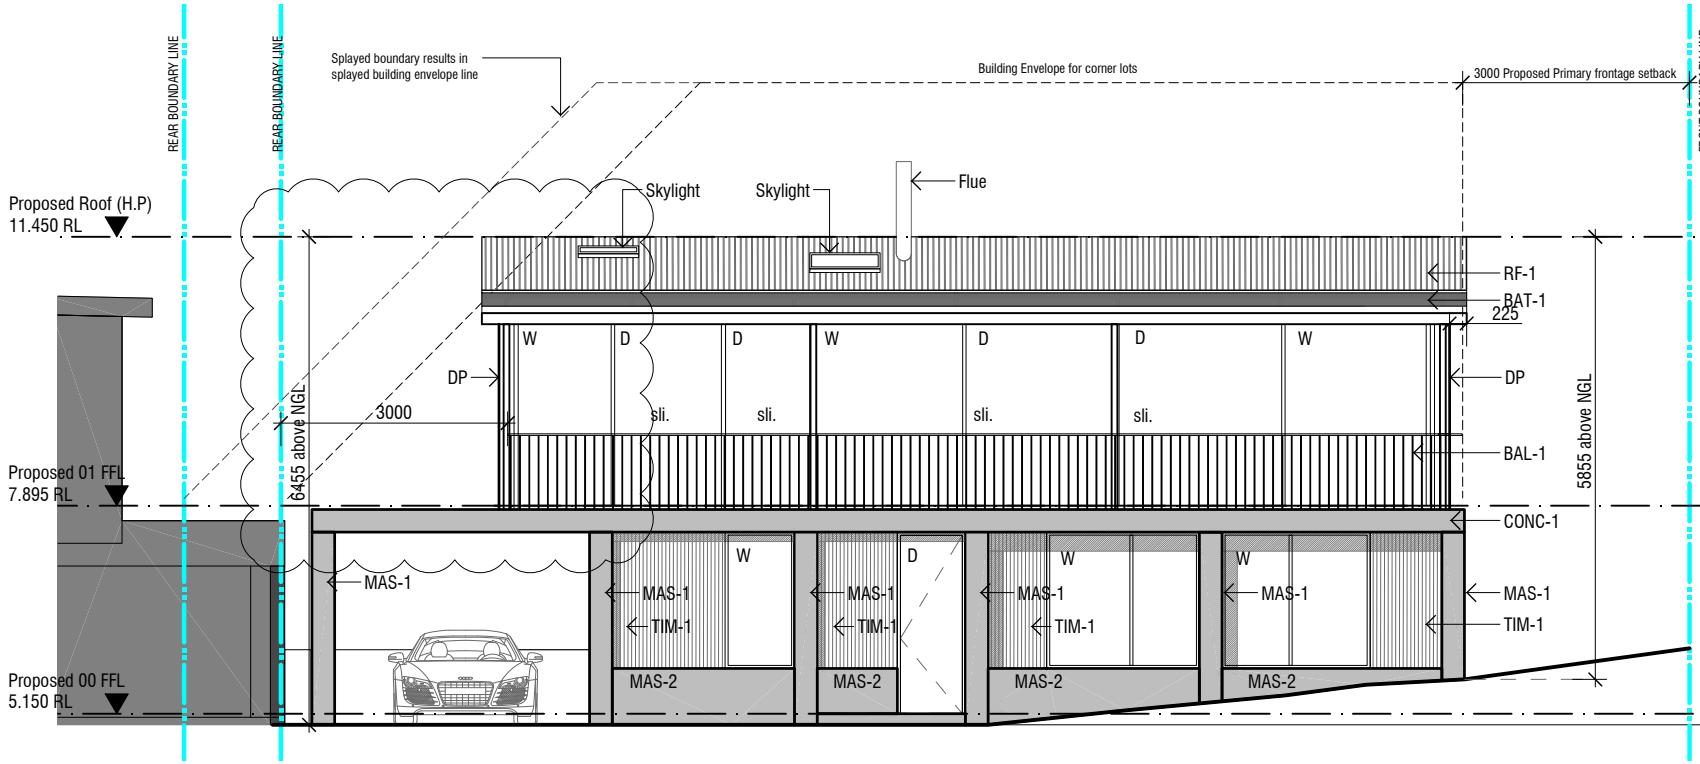 REAR BOUNDARY LINE
REAR BOUNDARY LINE
Splayed boundary results in
splayed building envelope line
Building Envelope for corner lots
3000 Proposed Primary frontage setback
Proposed Roof (H.P)
11.450 RL
Skylight
Skylight
Flue
RF-1
BAT-1
225
W
D
D
W
D
D
W
DP
DP
3000
sli.
sli.
sli.
sli.
6455 above NGL
5855 above NGL
BAL-1
Proposed 01 FFL
7.895 RL
CONC-1
W
D
W
W
MAS-1
MAS-1
MAS-1
MAS-1
MAS-1
MAS-1
TIM-1
TIM-1
TIM-1
TIM-1
Proposed 00 FFL
5.150 RL
MAS-2
MAS-2
MAS-2
MAS-2